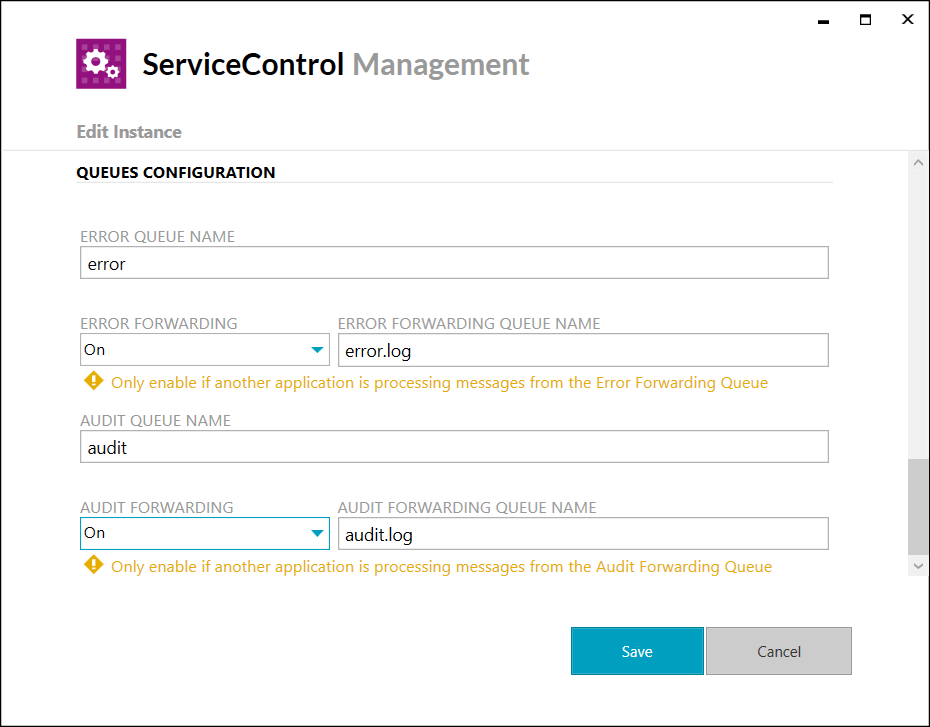 ServiceControl Management
Edit Instance
QUEUES CONFIGURATION
ERROR QUEUE NAME
error
ERROR FORWARDING ERROR FORWARDING QUEUE NAME
On error.log
Only enable if another application is processing messages from the Error Forwarding Queue
AUDIT QUEUE NAME
audit
AUDIT FORWARDING AUDIT FORWARDING QUEUE NAME
On audit.log
Only enable if another application is processing messages from the Audit Forwarding Queue
Save Cancel